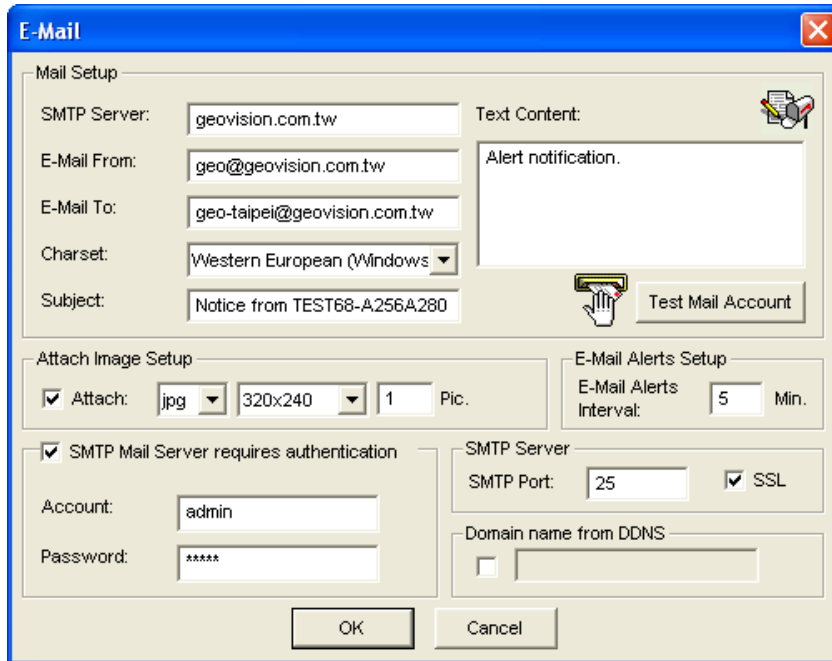 E-Mail
Mail Setup
SMTP Server: geovision.com.tw
E-Mail From: geo@geovision.com.tw
E-Mail To: geo-taipei@geovision.com.tw
Charset: Western European (Windows
Subject: Notice from TEST68-A256A280
Text Content:
Alert notification.
Test Mail Account
Attach Image Setup
Attach: jpg 320x240 1 Pic.
E-Mail Alerts Setup
E-Mail Alerts
Interval: 5 Min.
SMTP Mail Server requires authentication
Account: admin
Password: *****
SMTP Server
SMTP Port: 25 SSL
Domain name from DDNS
OK Cancel